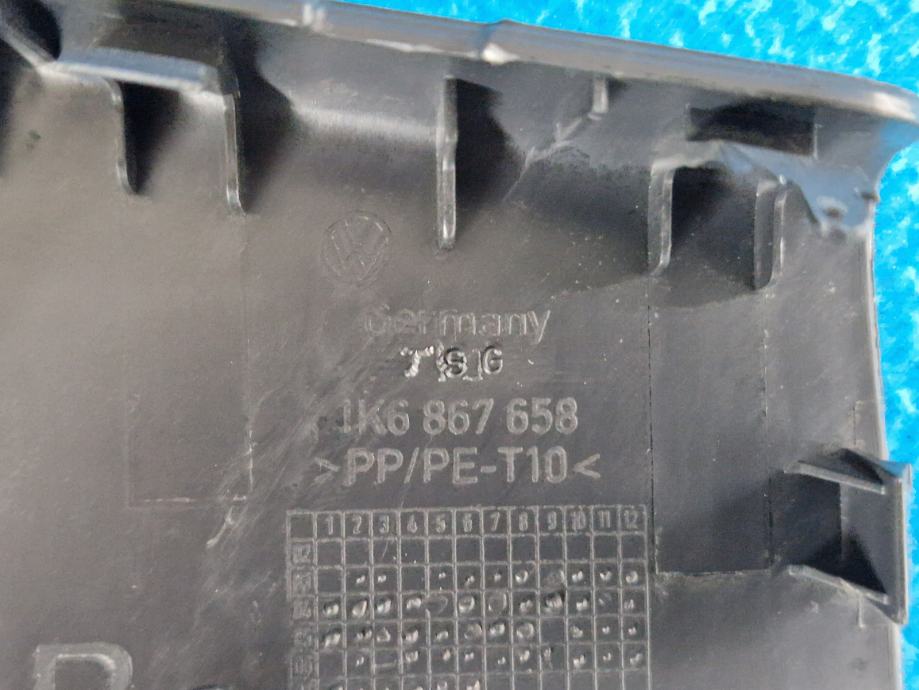 VW
Germany
TSG
1K6 867 658
>PP/PE-T10<
1 2 3 4 5 6 7 8 9 10 11 12